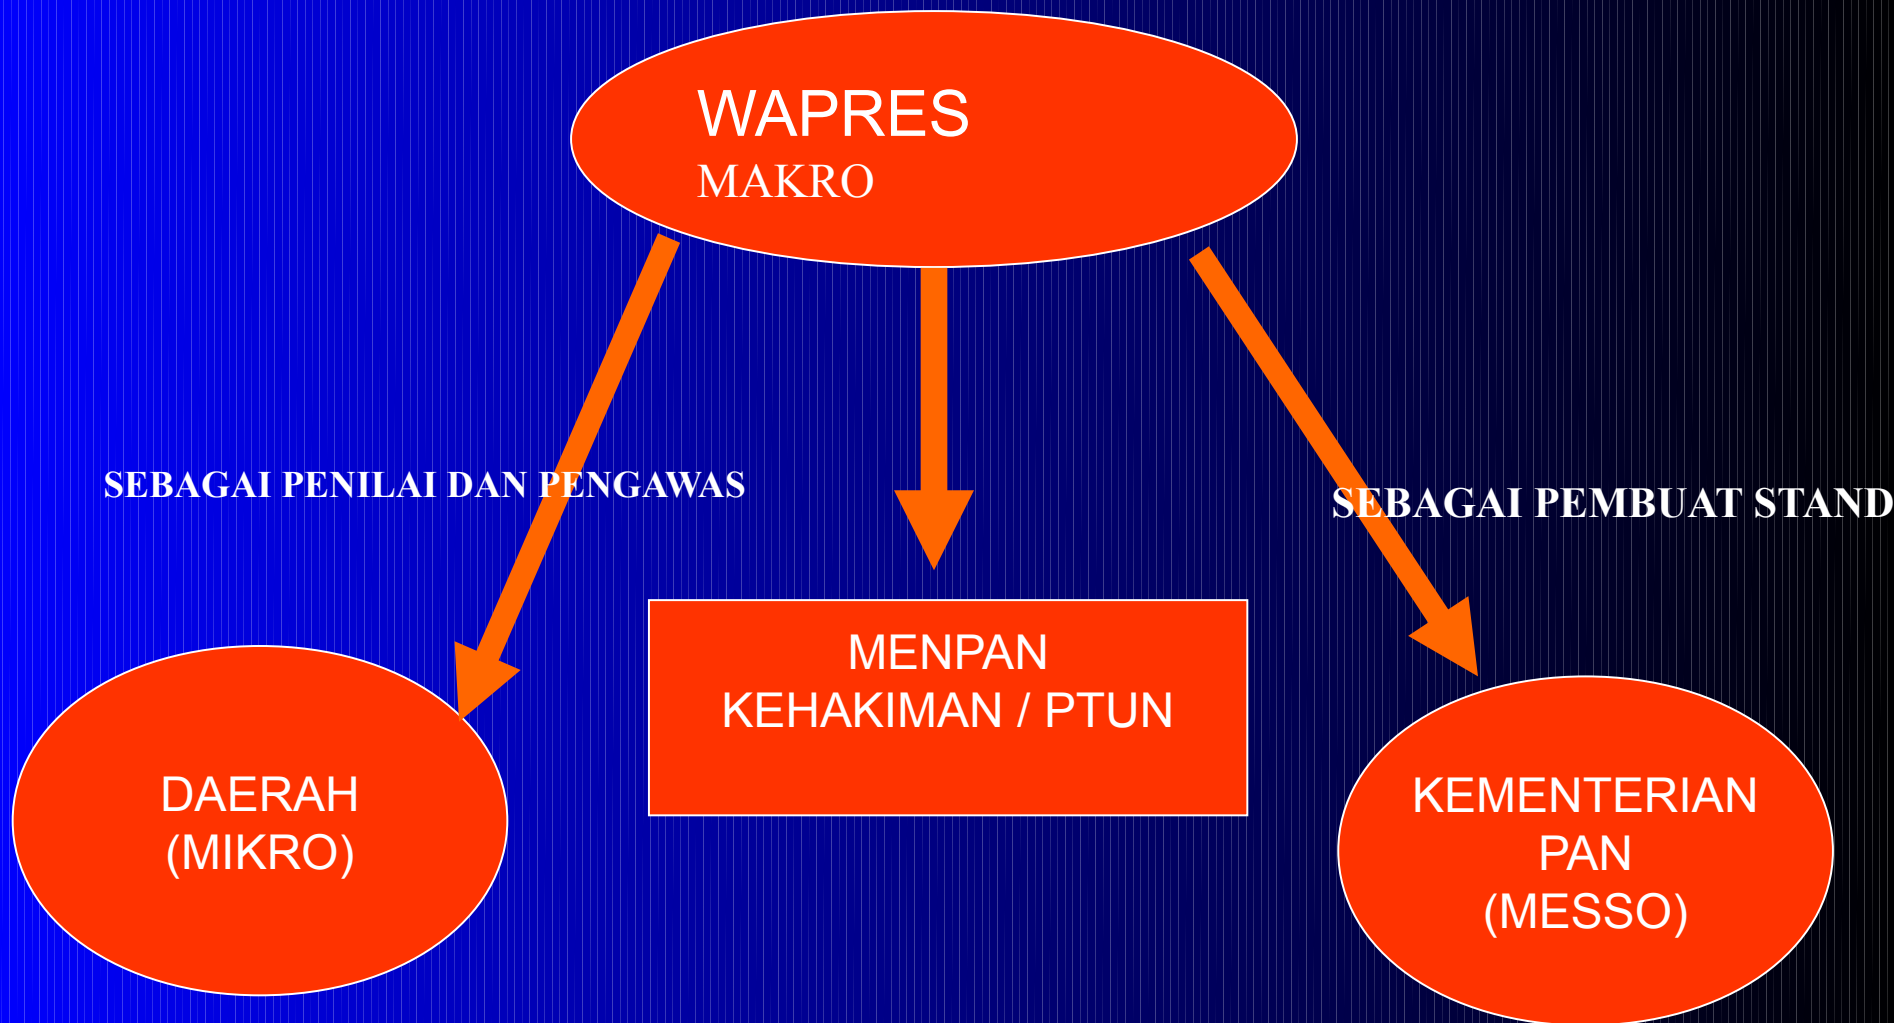 WAPRES
MAKRO
SEBAGAI PENILAI DAN PENGAWAS
SEBAGAI PEMBUAT STAND
MENPAN
KEHAKIMAN / PTUN
DAERAH
(MIKRO)
KEMENTERIAN
PAN
(MESSO)